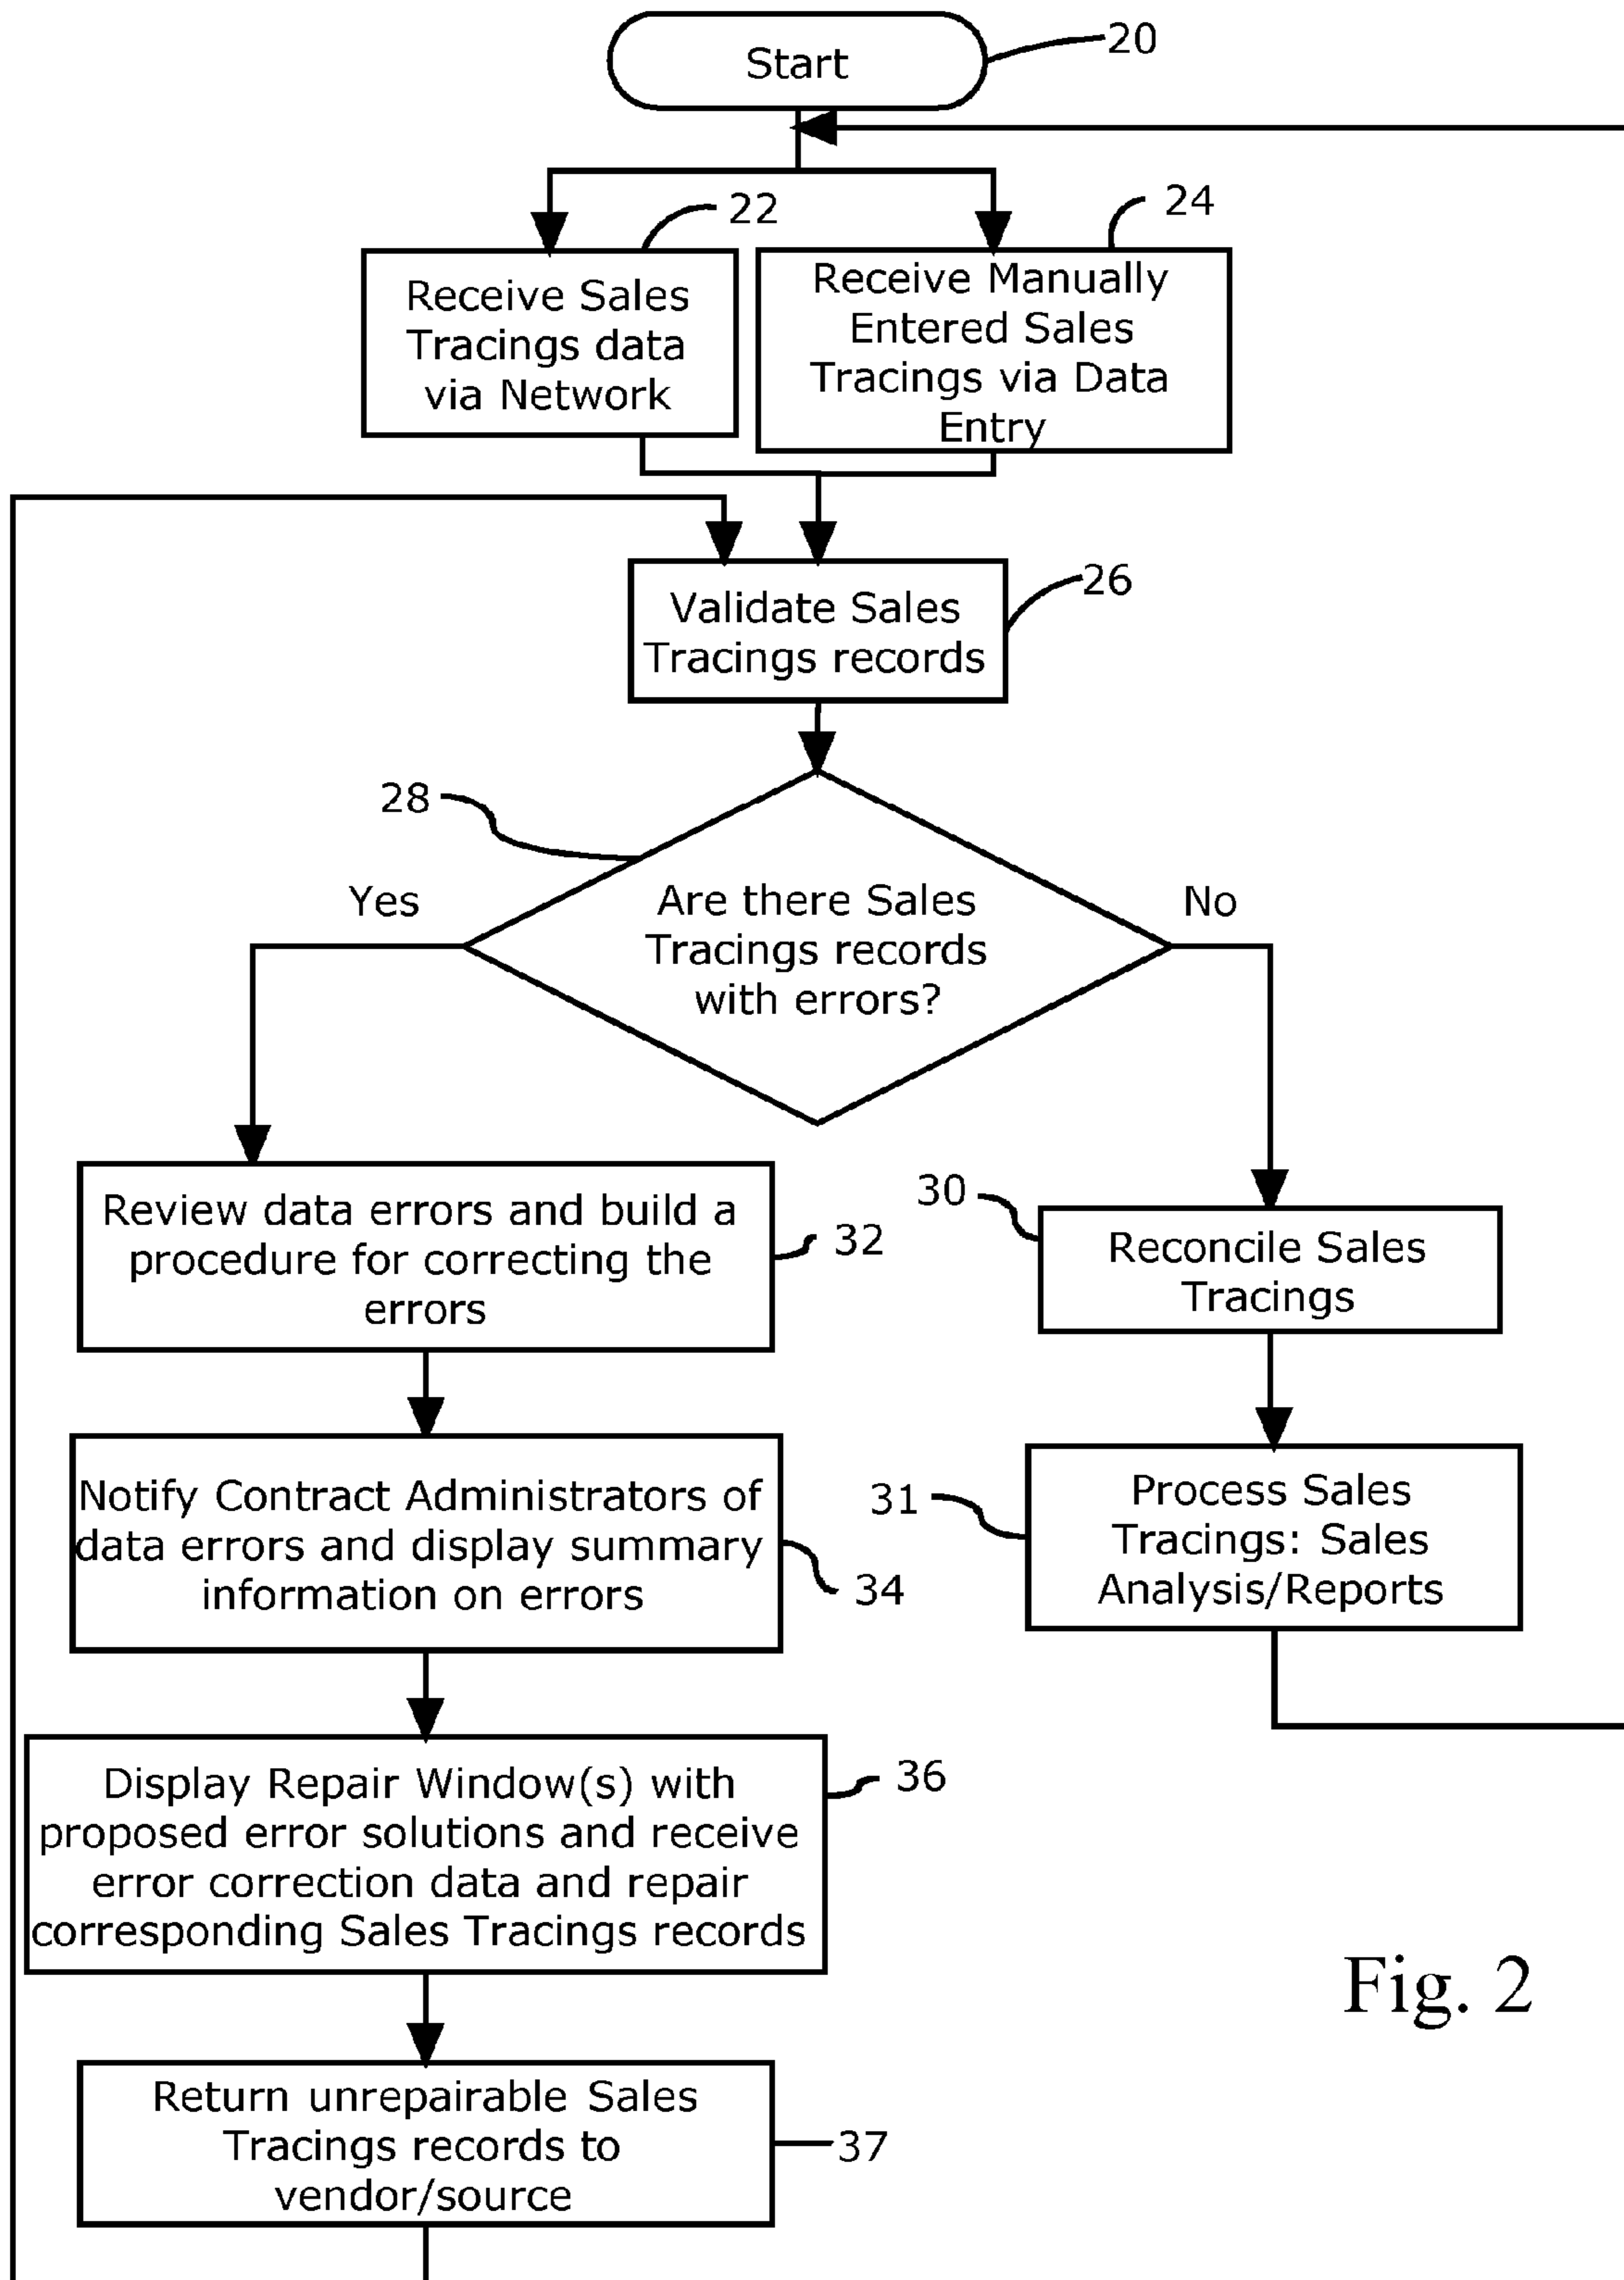 Start
20
22
24
Receive Sales
Tracings data
via Network
Receive Manually
Entered Sales
Tracings via Data
Entry
Validate Sales
Tracings records
26
28
Yes
No
Are there Sales
Tracings records
with errors?
Review data errors and build a
procedure for correcting the
errors
32
30
Reconcile Sales
Tracings
Notify Contract Administrators of
data errors and display summary
information on errors
34
31
Process Sales
Tracings: Sales
Analysis/Reports
Display Repair Window(s) with
proposed error solutions and receive
error correction data and repair
corresponding Sales Tracings records
36
Return unrepairable Sales
Tracings records to
vendor/source
37
Fig. 2